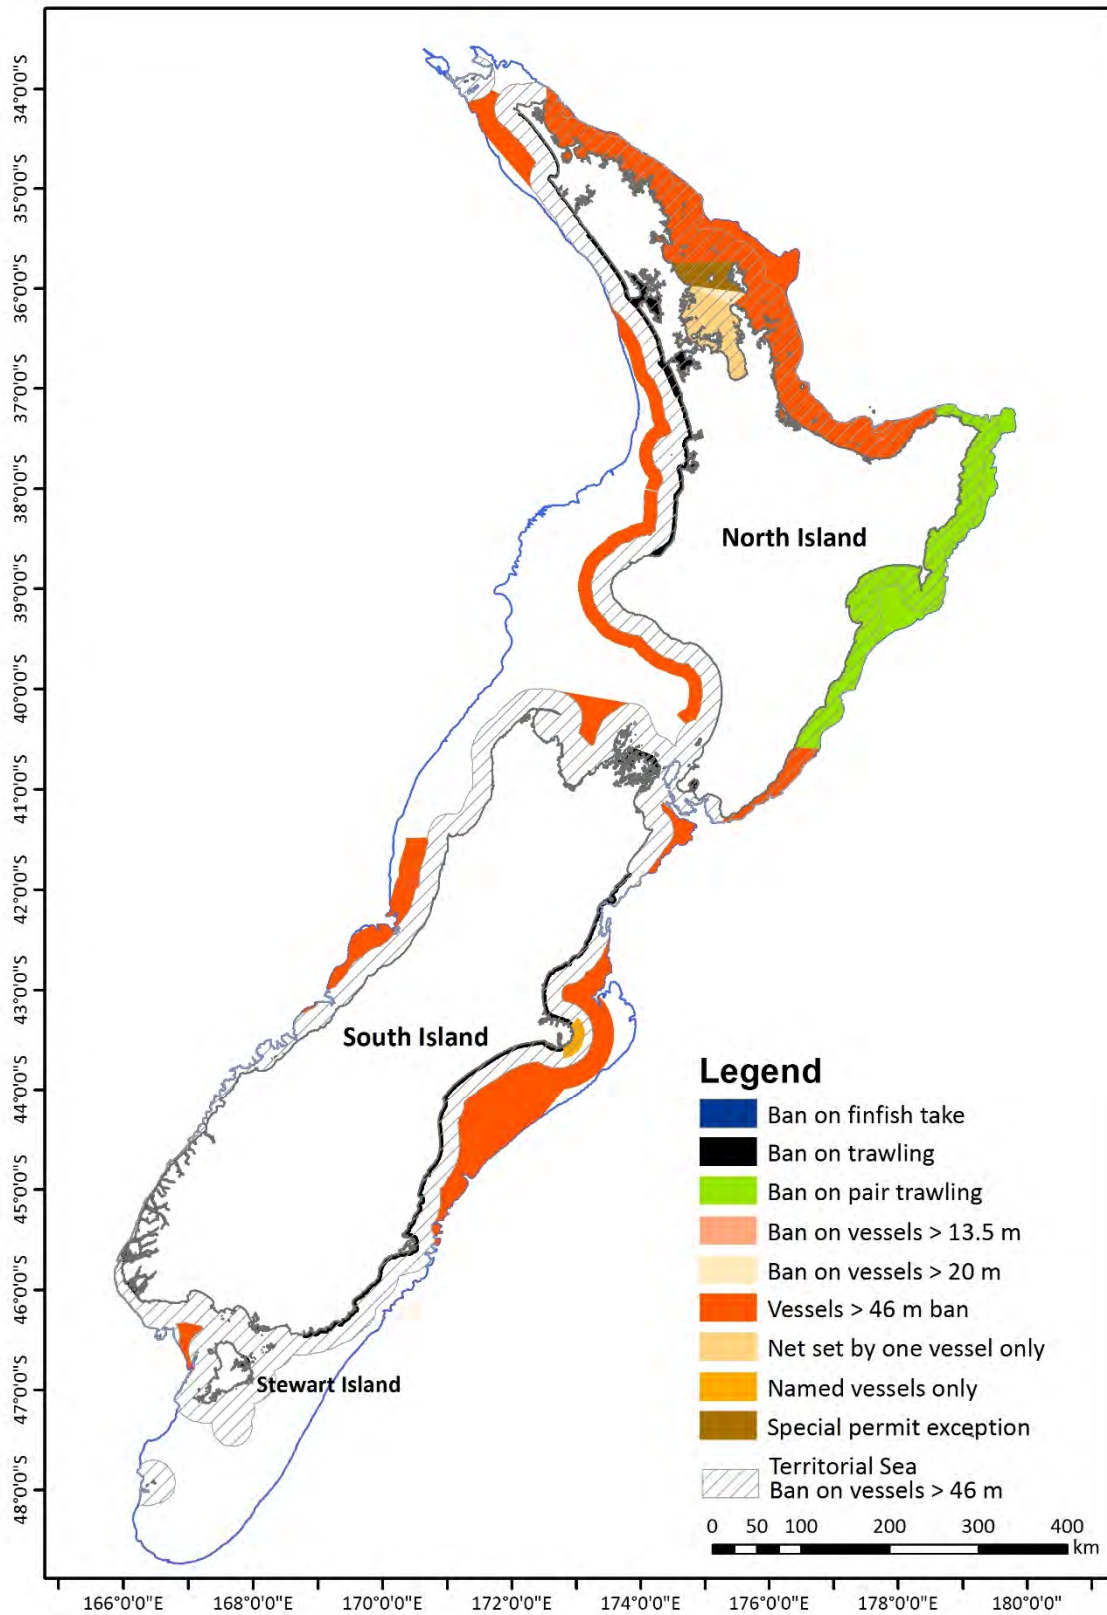 34°0'0"S
35°0'0"S
36°0'0"S
37°0'0"S
38°0'0"S
39°0'0"S
40°0'0"S
41°0'0"S
42°0'0"S
43°0'0"S
44°0'0"S
45°0'0"S
46°0'0"S
47°0'0"S
48°0'0"S
North Island
South Island
Stewart Island
Legend
Ban on finfish take
Ban on trawling
Ban on pair trawling
Ban on vessels > 13.5 m
Ban on vessels > 20 m
Vessels > 46 m ban
Net set by one vessel only
Named vessels only
Special permit exception
Territorial Sea
Ban on vessels > 46 m
0 50 100 200 300 400
km
166°0'0"E 168°0'0"E 170°0'0"E 172°0'0"E 174°0'0"E 176°0'0"E 178°0'0"E 180°0'0"